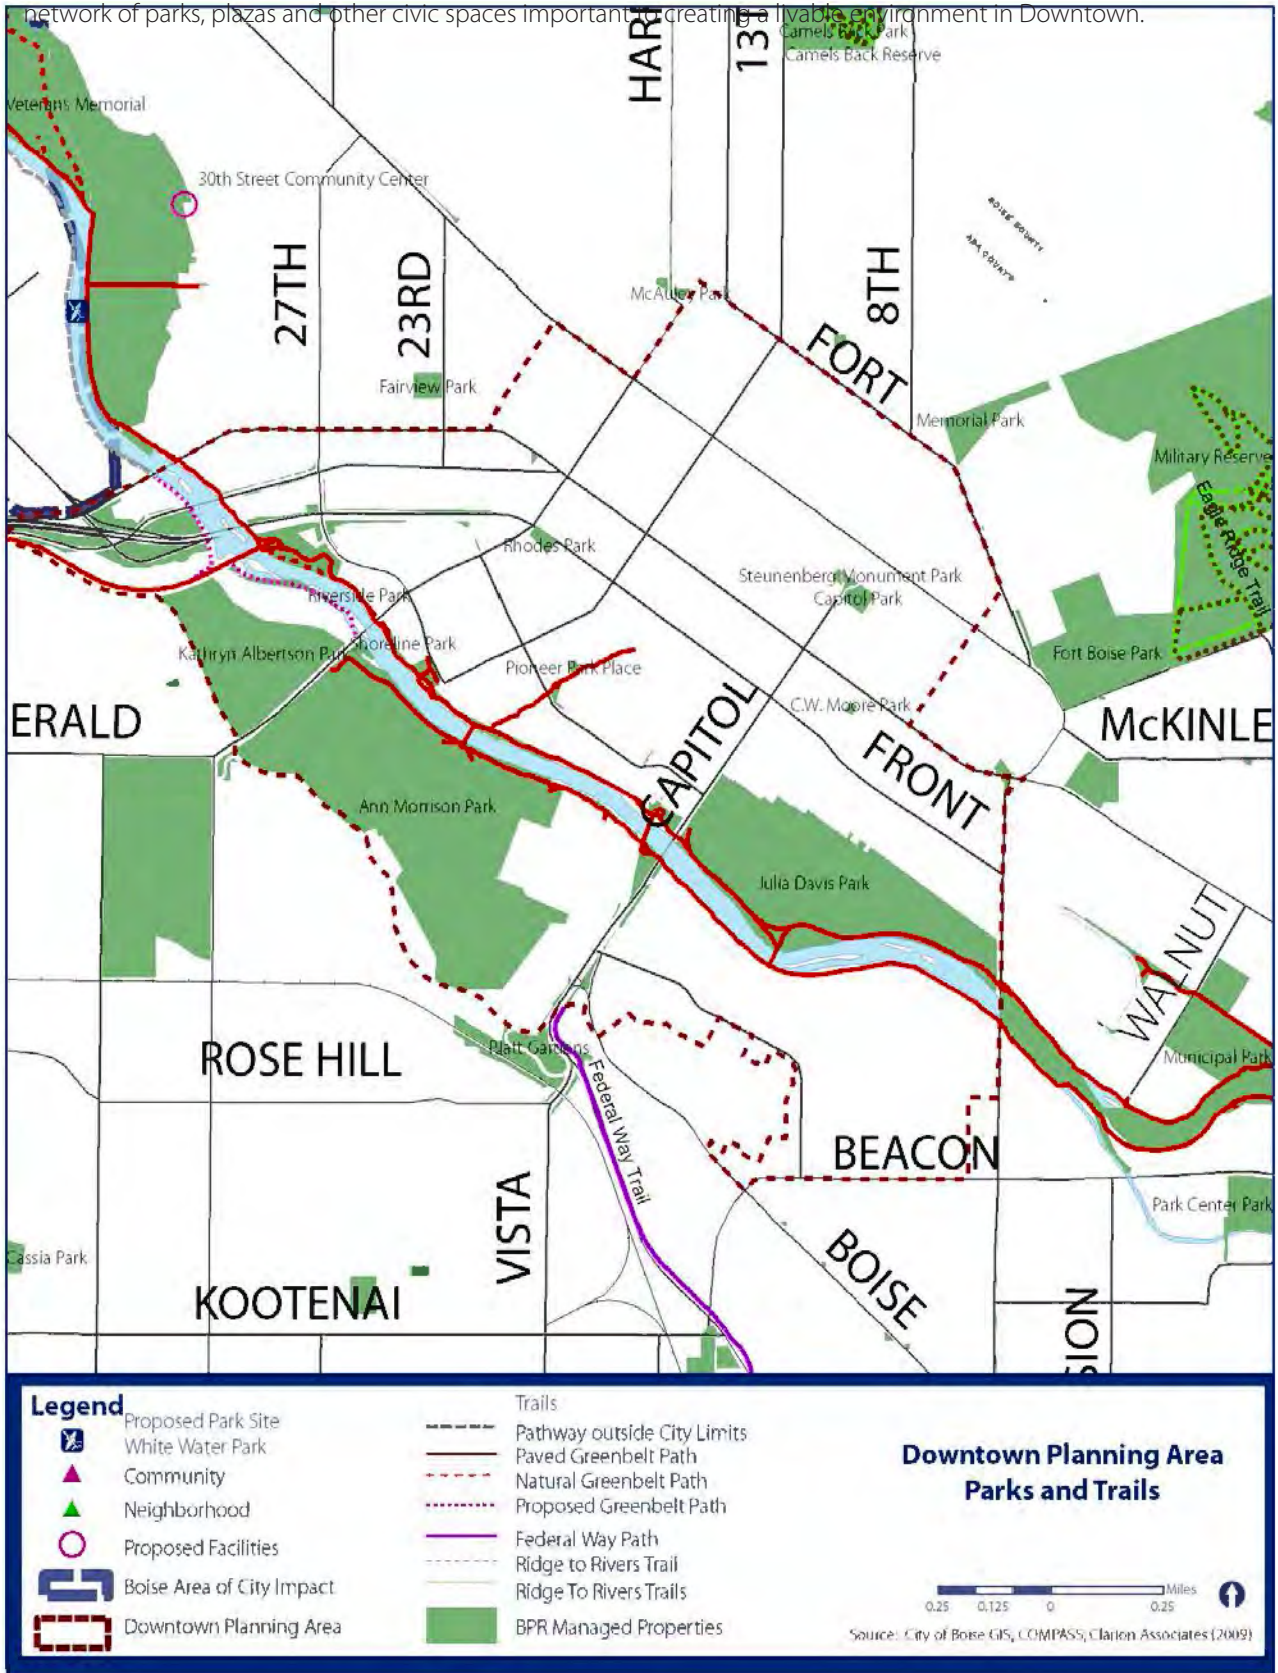 network of parks, plazas and other civic spaces important to creating a livable environment in Downtown.
Camels Back Park
Camels Back Reserve
HARR
13T
Veterans Memorial
30th Street Community Center
BOISE COUNTY
ADA COUNTY
27TH
23RD
8TH
McAuley Park
FORT
Fairview Park
Memorial Park
Military Reserve
Eagle Ridge Trail
Rhodes Park
Steunenberg Monument Park
Capitol Park
Riverside Park
Shoreline Park
Kathryn Albertson Park
Pioneer Park Place
Fort Boise Park
ERALD
CAPITOL
C.W. Moore Park
McKINLE
FRONT
Ann Morrison Park
Julia Davis Park
WALNUT
ROSE HILL
Platt Gardens
Municipal Park
Federal Way Trail
BEACON
VISTA
Park Center Park
Cassia Park
BOISE
KOOTENAI
SION
Legend
Proposed Park Site
White Water Park
Community
Neighborhood
Proposed Facilities
Boise Area of City Impact
Downtown Planning Area
Trails
Pathway outside City Limits
Paved Greenbelt Path
Natural Greenbelt Path
Proposed Greenbelt Path
Federal Way Path
Ridge to Rivers Trail
Ridge To Rivers Trails
BPR Managed Properties
Downtown Planning Area
Parks and Trails
Miles
0.25 0.125 0 0.25
Source: City of Boise GIS, COMPASS, Clarion Associates (2009)